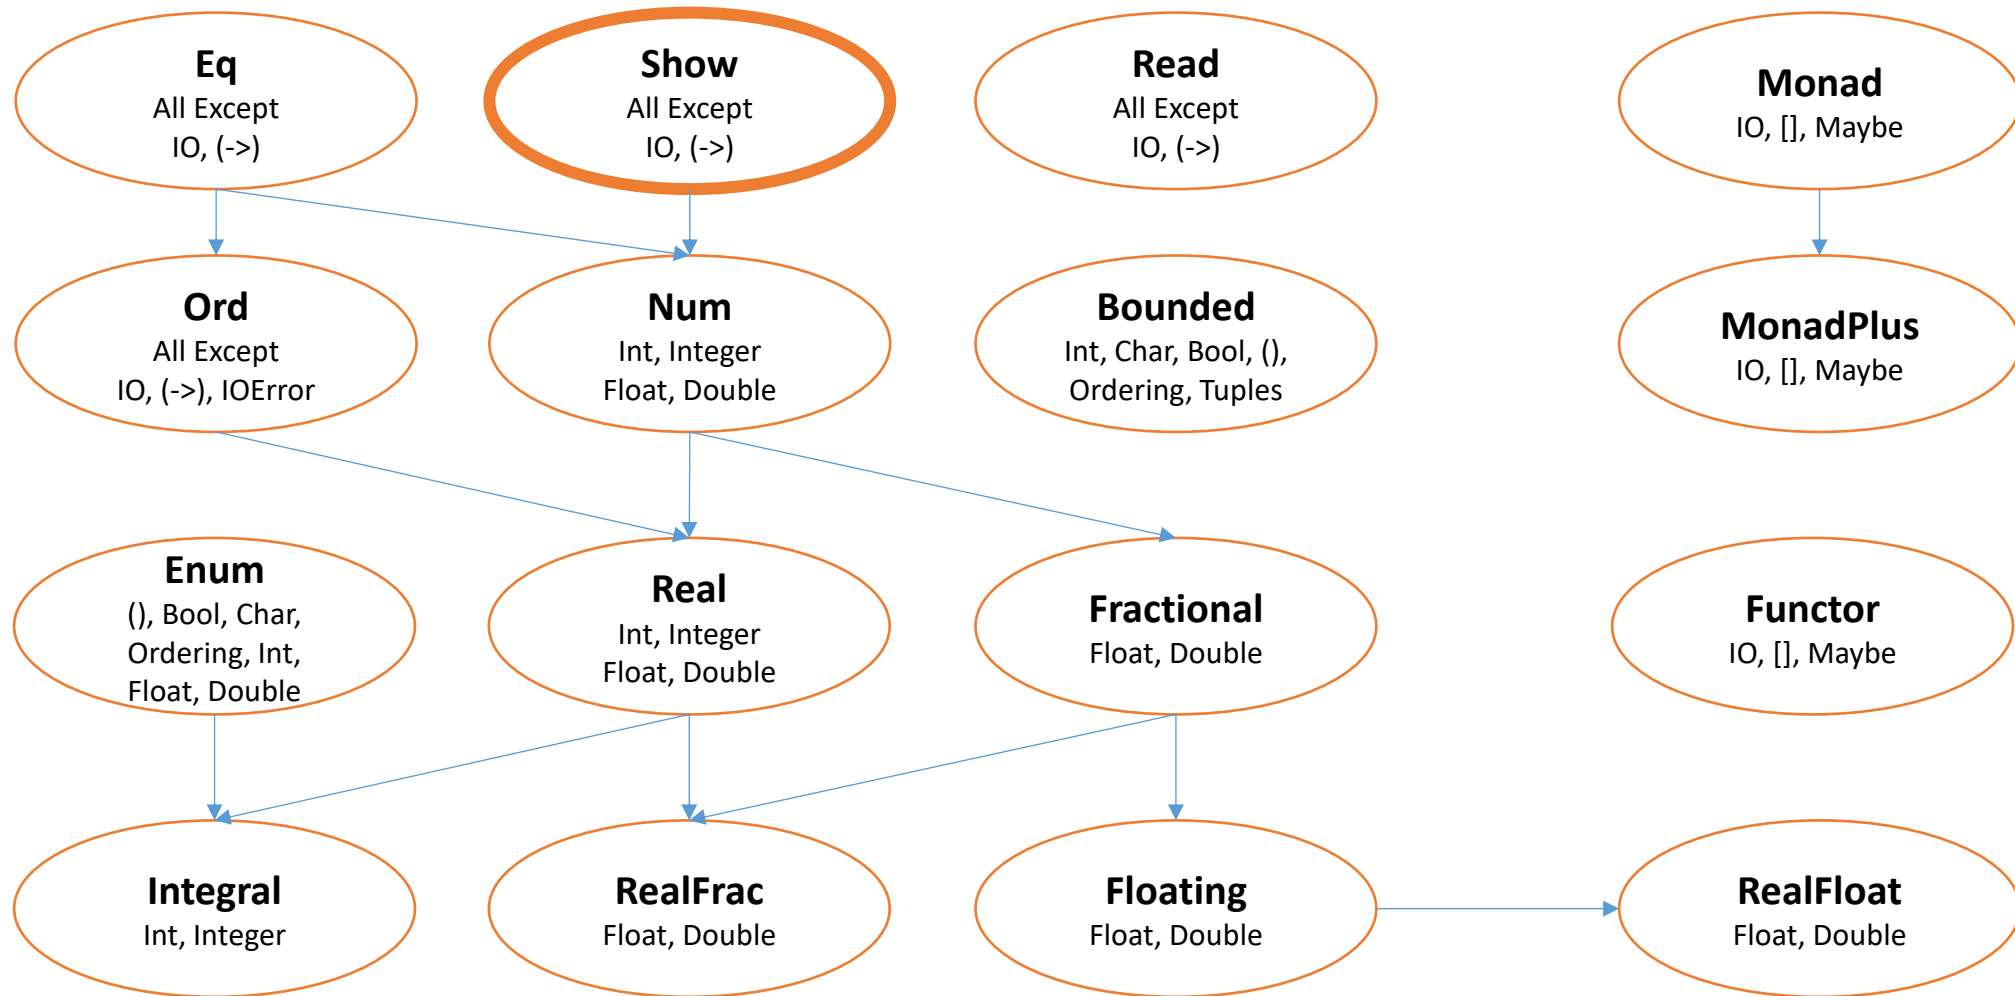 Eq
All Except
IO, (->)
Show
All Except
IO, (->)
Read
All Except
IO, (->)
Monad
IO, [], Maybe
Ord
All Except
IO, (->), IOError
Num
Int, Integer
Float, Double
Bounded
Int, Char, Bool, (),
Ordering, Tuples
MonadPlus
IO, [], Maybe
Enum
(), Bool, Char,
Ordering, Int,
Float, Double
Real
Int, Integer
Float, Double
Fractional
Float, Double
Functor
IO, [], Maybe
Integral
Int, Integer
RealFrac
Float, Double
Floating
Float, Double
RealFloat
Float, Double